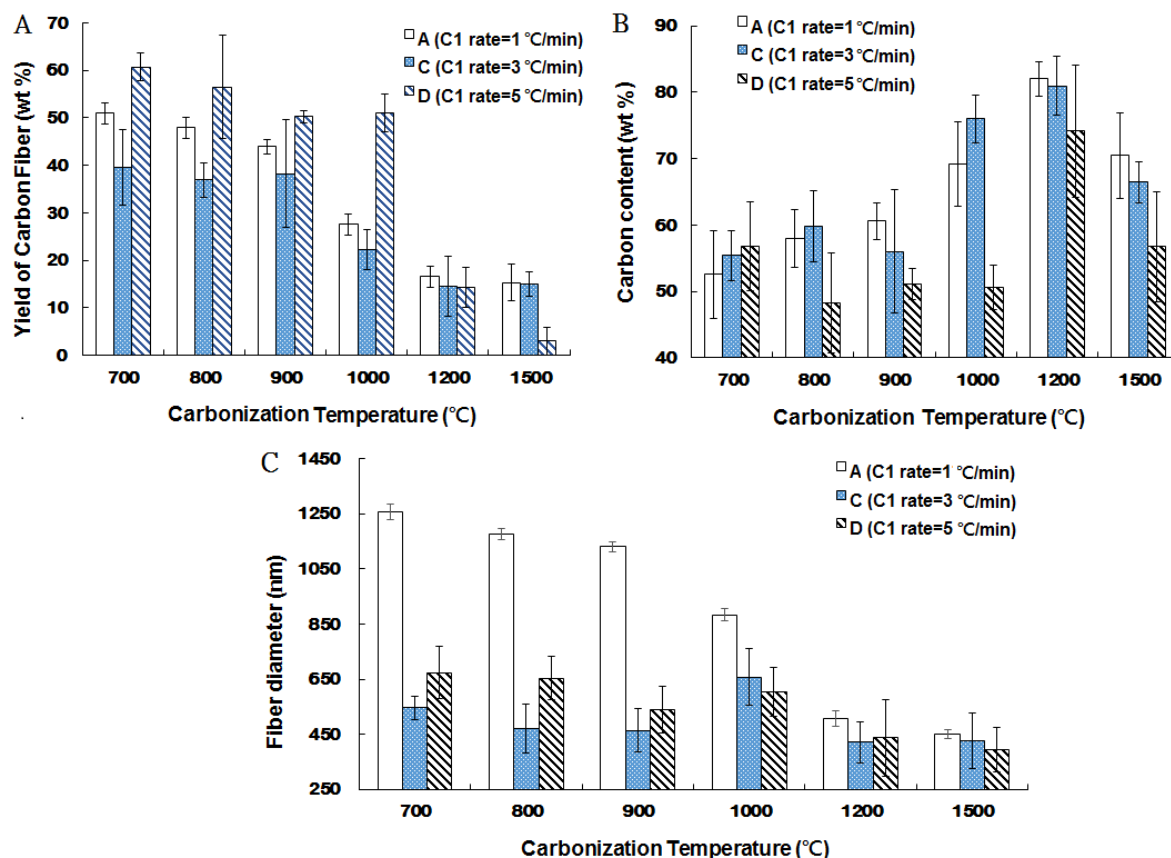 A
Yield of Carbon Fiber (wt %)
70
60
50
40
30
20
10
0
A (C1 rate=1 ℃/min)
C (C1 rate=3 ℃/min)
D (C1 rate=5 ℃/min)
700 800 900 1000 1200 1500
Carbonization Temperature (℃)
B
Carbon content (wt %)
90
80
70
60
50
40
A (C1 rate=1 ℃/min)
C (C1 rate=3 ℃/min)
D (C1 rate=5 ℃/min)
700 800 900 1000 1200 1500
Carbonization Temperature (℃)
C
Fiber diameter (nm)
1450
1250
1050
850
650
450
250
A (C1 rate=1 ℃/min)
C (C1 rate=3 ℃/min)
D (C1 rate=5 ℃/min)
700 800 900 1000 1200 1500
Carbonization Temperature (℃)